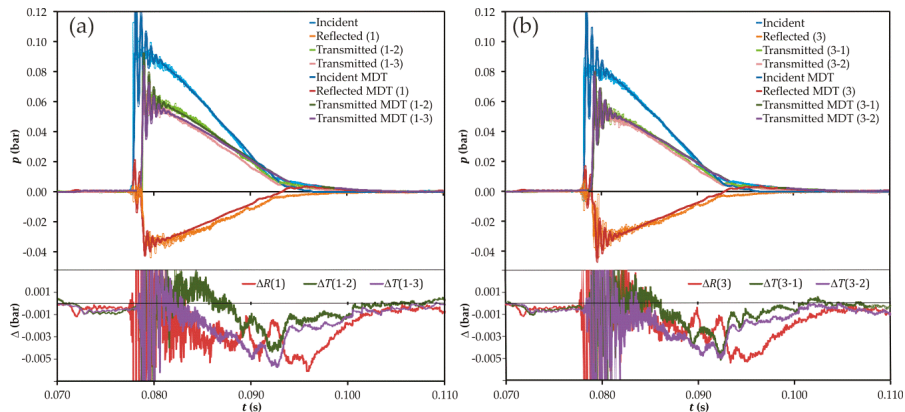 (a)
Incident
Reflected (1)
Transmitted (1-2)
Transmitted (1-3)
Incident MDT
Reflected MDT (1)
Transmitted MDT (1-2)
Transmitted MDT (1-3)
0.12
0.10
0.08
0.06
0.04
0.02
0.00
-0.02
-0.04
p (bar)
ΔR(1) ΔT(1-2) ΔT(1-3)
0.001
-0.001
-0.003
-0.005
Δ (bar)
0.070 0.080 0.090 0.100 0.110
t (s)
(b)
Incident
Reflected (3)
Transmitted (3-1)
Transmitted (3-2)
Incident MDT
Reflected MDT (3)
Transmitted MDT (3-1)
Transmitted MDT (3-2)
0.12
0.10
0.08
0.06
0.04
0.02
0.00
-0.02
-0.04
p (bar)
ΔR(3) ΔT(3-1) ΔT(3-2)
0.001
-0.001
-0.003
-0.005
Δ (bar)
0.070 0.080 0.090 0.100 0.110
t (s)